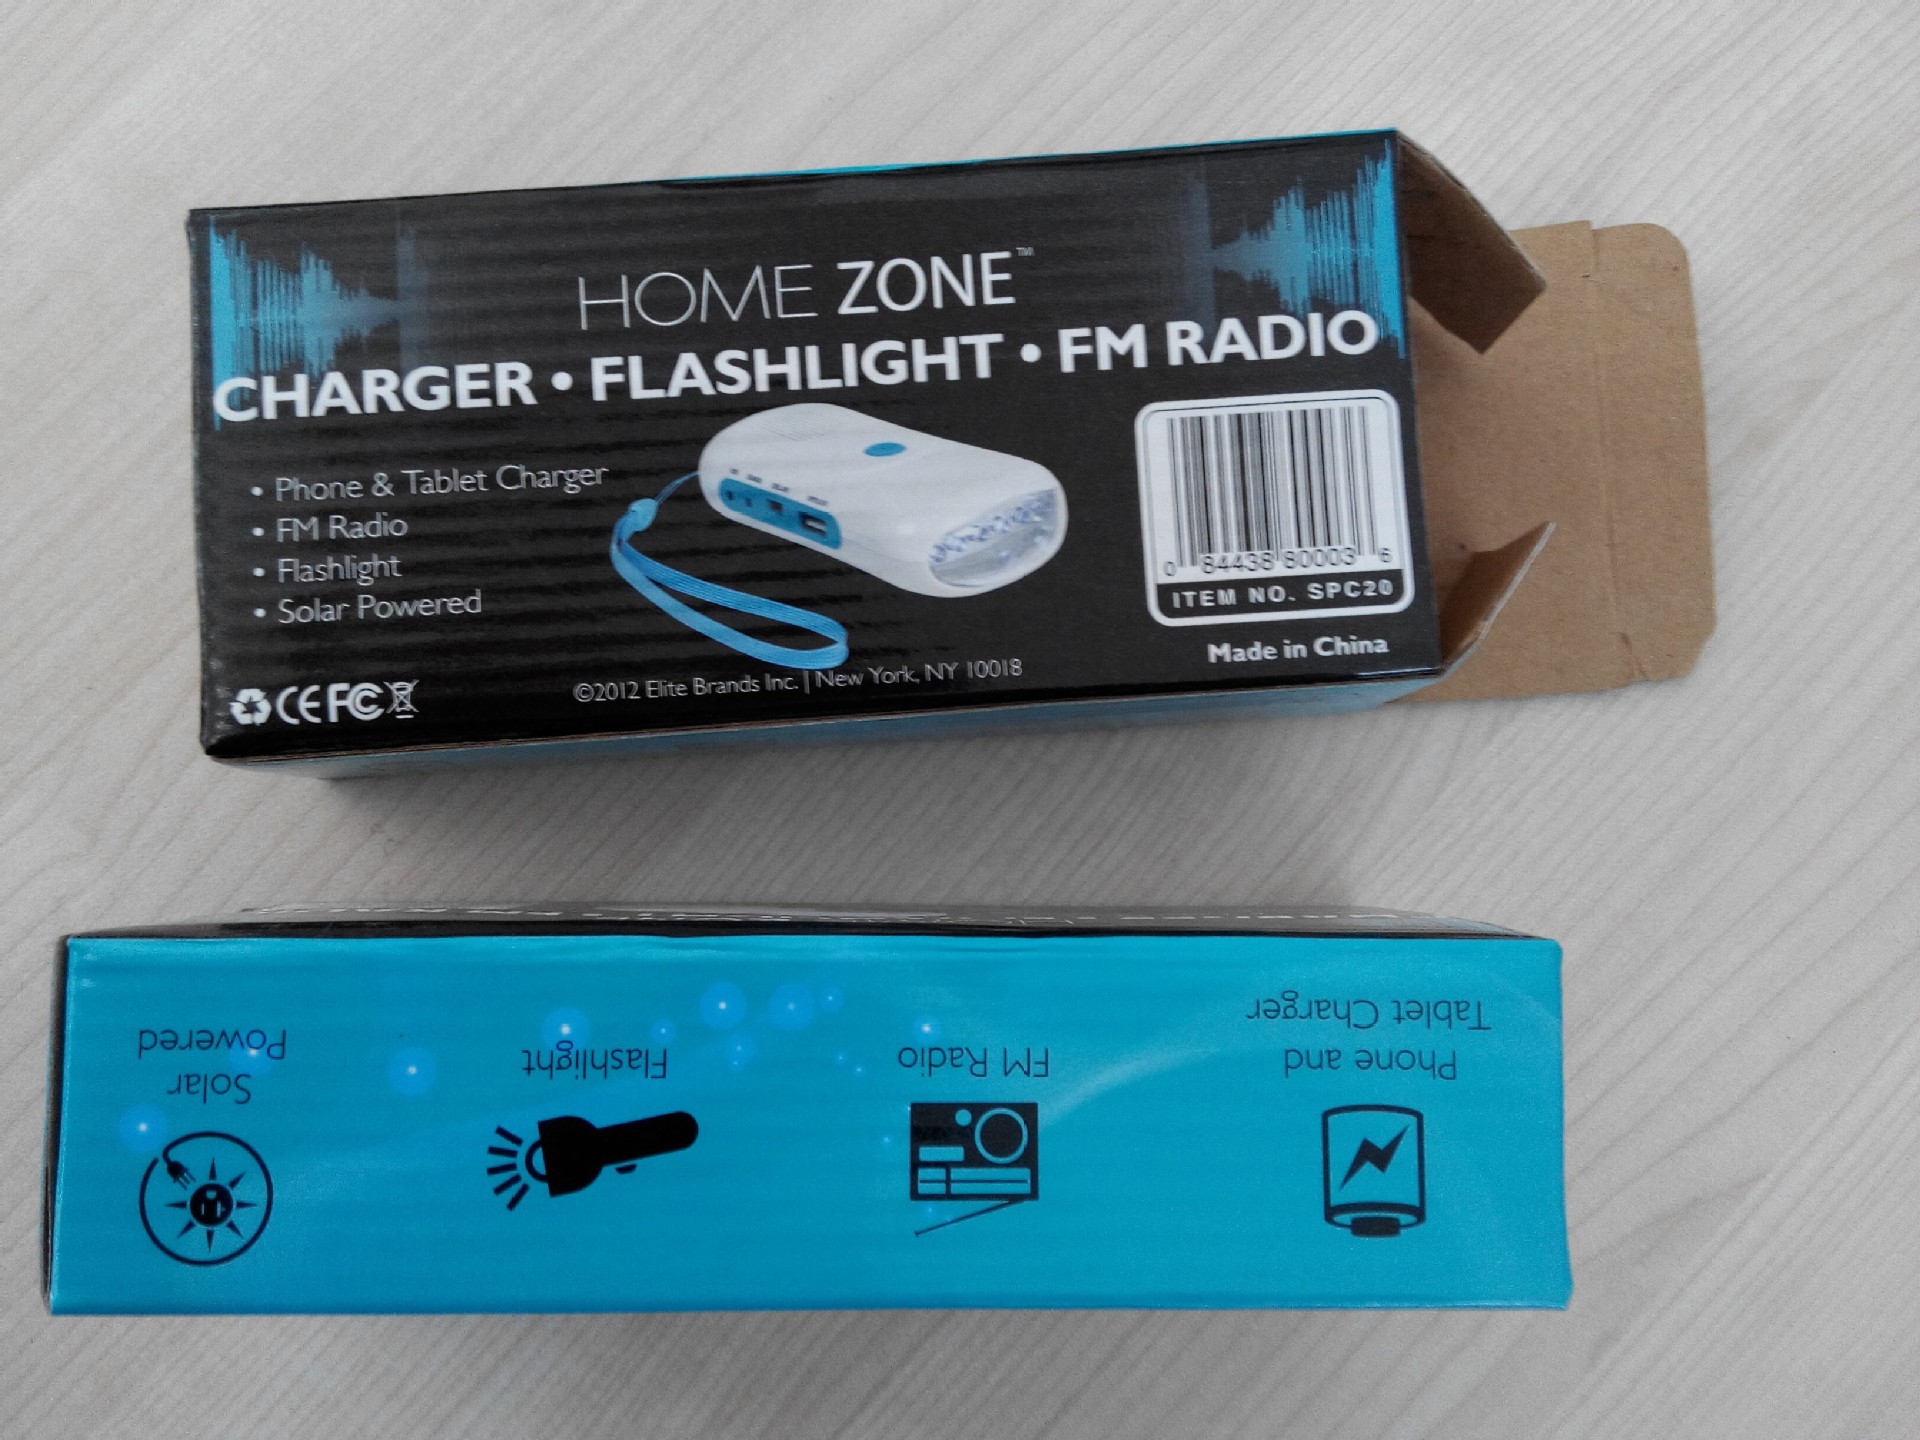 HOME ZONE™
CHARGER • FLASHLIGHT • FM RADIO
• Phone & Tablet Charger
• FM Radio
• Flashlight
• Solar Powered
0 84438 80003 6
ITEM NO. SPC20
Made in China
CE FC
©2012 Elite Brands Inc. | New York, NY 10018
Phone and
Tablet Charger
FM Radio
Flashlight
Solar
Powered